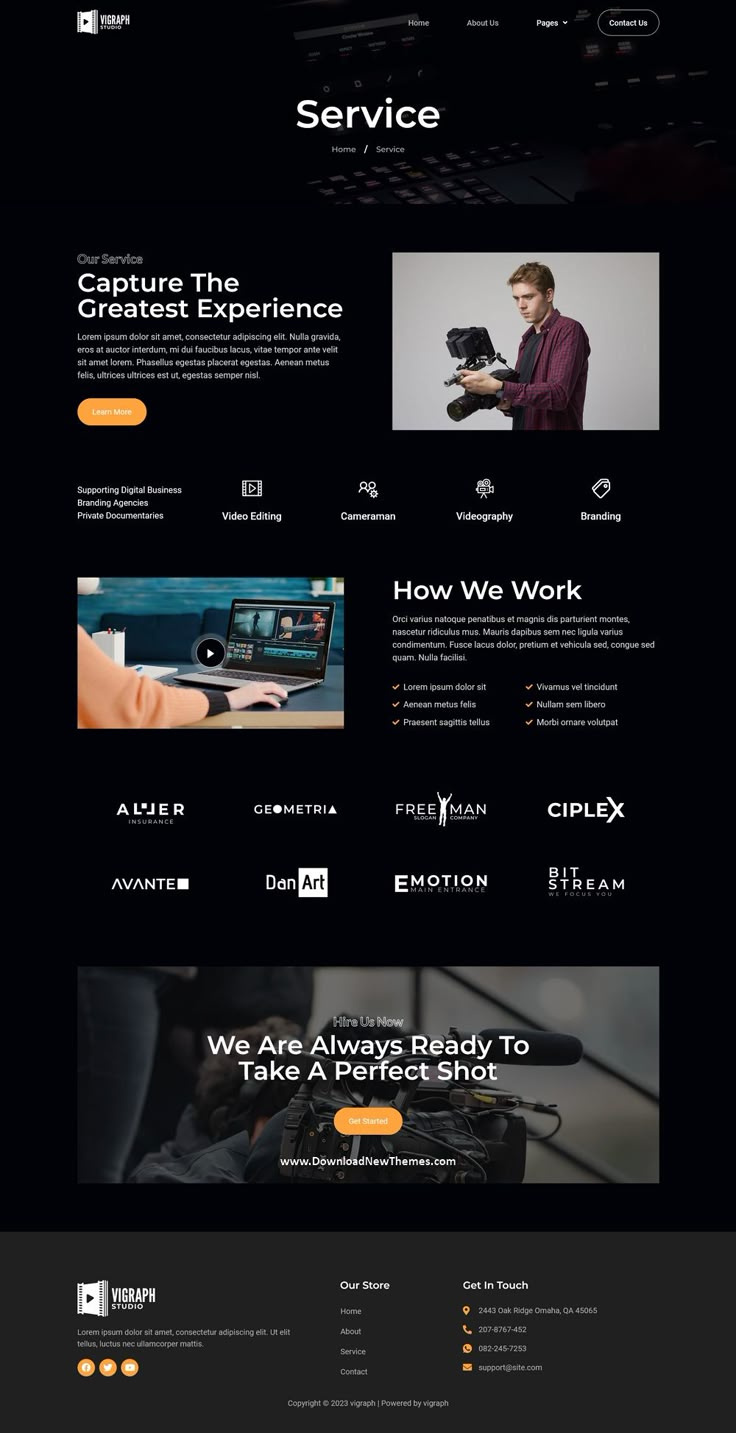 VIGRAPH
STUDIO
Home
About Us
Pages
Contact Us
Service
Home / Service
Our Service
Capture The
Greatest Experience
Lorem ipsum dolor sit amet, consectetur adipiscing elit. Nulla gravida,
eros at auctor interdum, mi dui faucibus lacus, vitae tempor ante velit
sit amet lorem. Phasellus egestas placerat egestas. Aenean metus
felis, ultrices ultrices est ut, egestas semper nisl.
Learn More
Supporting Digital Business
Branding Agencies
Private Documentaries
Video Editing
Cameraman
Videography
Branding
How We Work
Orci varius natoque penatibus et magnis dis parturient montes,
nascetur ridiculus mus. Mauris dapibus sem nec ligula varius
condimentum. Fusce lacus dolor, pretium et vehicula sed, congue sed
quam. Nulla facilisi.
Lorem ipsum dolor sit
Aenean metus felis
Praesent sagittis tellus
Vivamus vel tincidunt
Nullam sem libero
Morbi ornare volutpat
INSURANCE
GEOMETRIA
FREEMAN
SLOGAN COMPANY
CIPLEX
AVANTE
Dan Art
EMOTION
MAIN ENTRANCE
BIT
STREAM
WE FOCUS YOU
Hire Us Now
We Are Always Ready To
Take A Perfect Shot
Get Started
www.DownloadNewThemes.com
VIGRAPH
STUDIO
Lorem ipsum dolor sit amet, consectetur adipiscing elit. Ut elit
tellus, luctus nec ullamcorper mattis.
Our Store
Home
About
Service
Contact
Get In Touch
2443 Oak Ridge Omaha, QA 45065
207-8767-452
082-245-7253
support@site.com
Copyright © 2023 vigraph | Powered by vigraph